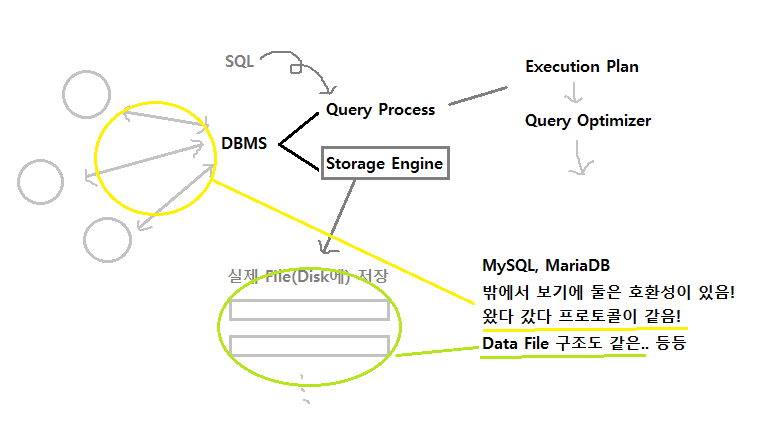 SQL
Execution Plan
Query Process
Query Optimizer
DBMS
Storage Engine
실제 File(Disk에) 저장
MySQL, MariaDB
밖에서 보기에 둘은 호환성이 있음!
왔다 갔다 프로토콜이 같음!
Data File 구조도 같은.. 등등